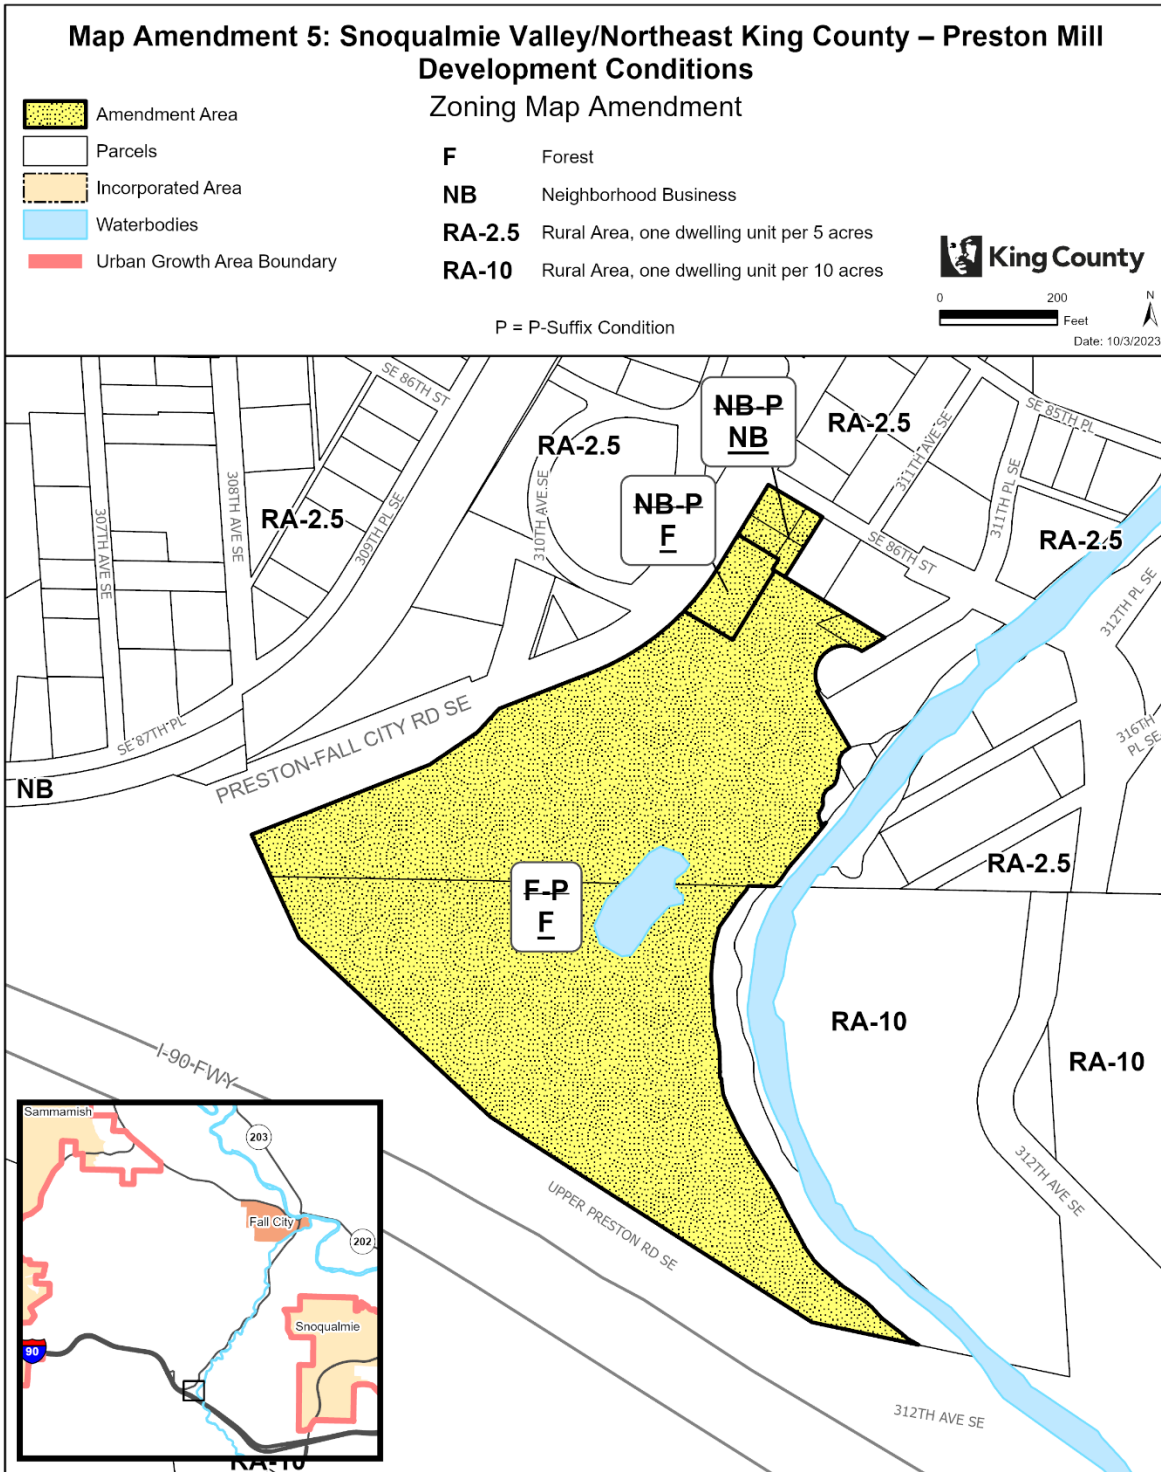 Map Amendment 5: Snoqualmie Valley/Northeast King County – Preston Mill
Development Conditions
Zoning Map Amendment
Amendment Area
Parcels
Incorporated Area
Waterbodies
Urban Growth Area Boundary
F Forest
NB Neighborhood Business
RA-2.5 Rural Area, one dwelling unit per 5 acres
RA-10 Rural Area, one dwelling unit per 10 acres
P = P-Suffix Condition
King County
0 200
Feet
N
Date: 10/3/2023
SE 86TH ST
NB-P
NB
RA-2.5
SE 85TH PL
RA-2.5
311TH AVE SE
308TH AVE SE
307TH AVE SE
RA-2.5
309TH PL SE
310TH AVE SE
NB-P
F
311TH PL SE
SE 86TH ST
RA-2.5
312TH PL SE
316TH
PL SE
SE 87TH PL
PRESTON-FALL CITY RD SE
NB
RA-2.5
F-P
F
RA-10
RA-10
I-90 FWY
312TH AVE SE
UPPER PRESTON RD SE
312TH AVE SE
Sammamish
203
Fall City
202
Snoqualmie
90
RA-10